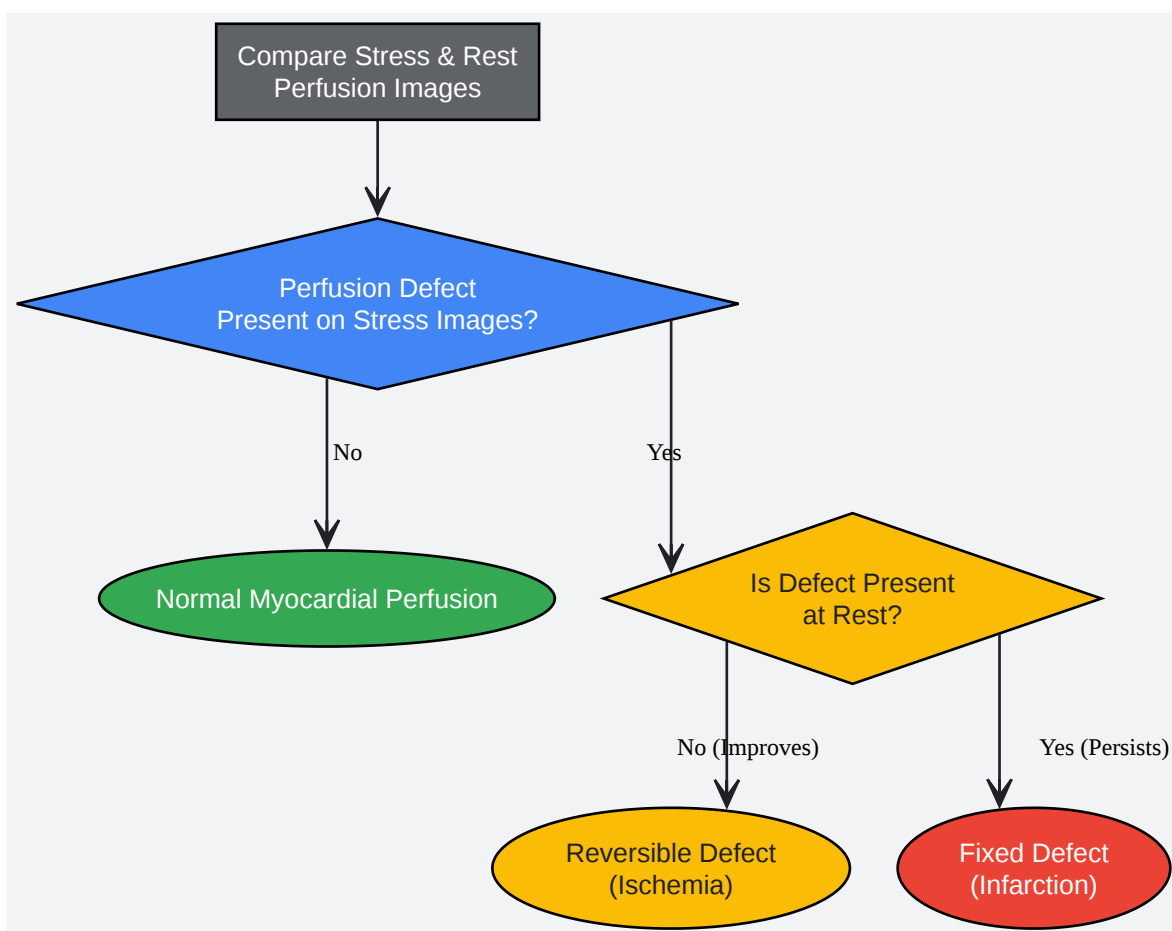 Compare Stress & Rest
Perfusion Images
Perfusion Defect
Present on Stress Images?
No
Yes
Normal Myocardial Perfusion
Is Defect Present
at Rest?
No (Improves)
Yes (Persists)
Reversible Defect
(Ischemia)
Fixed Defect
(Infarction)